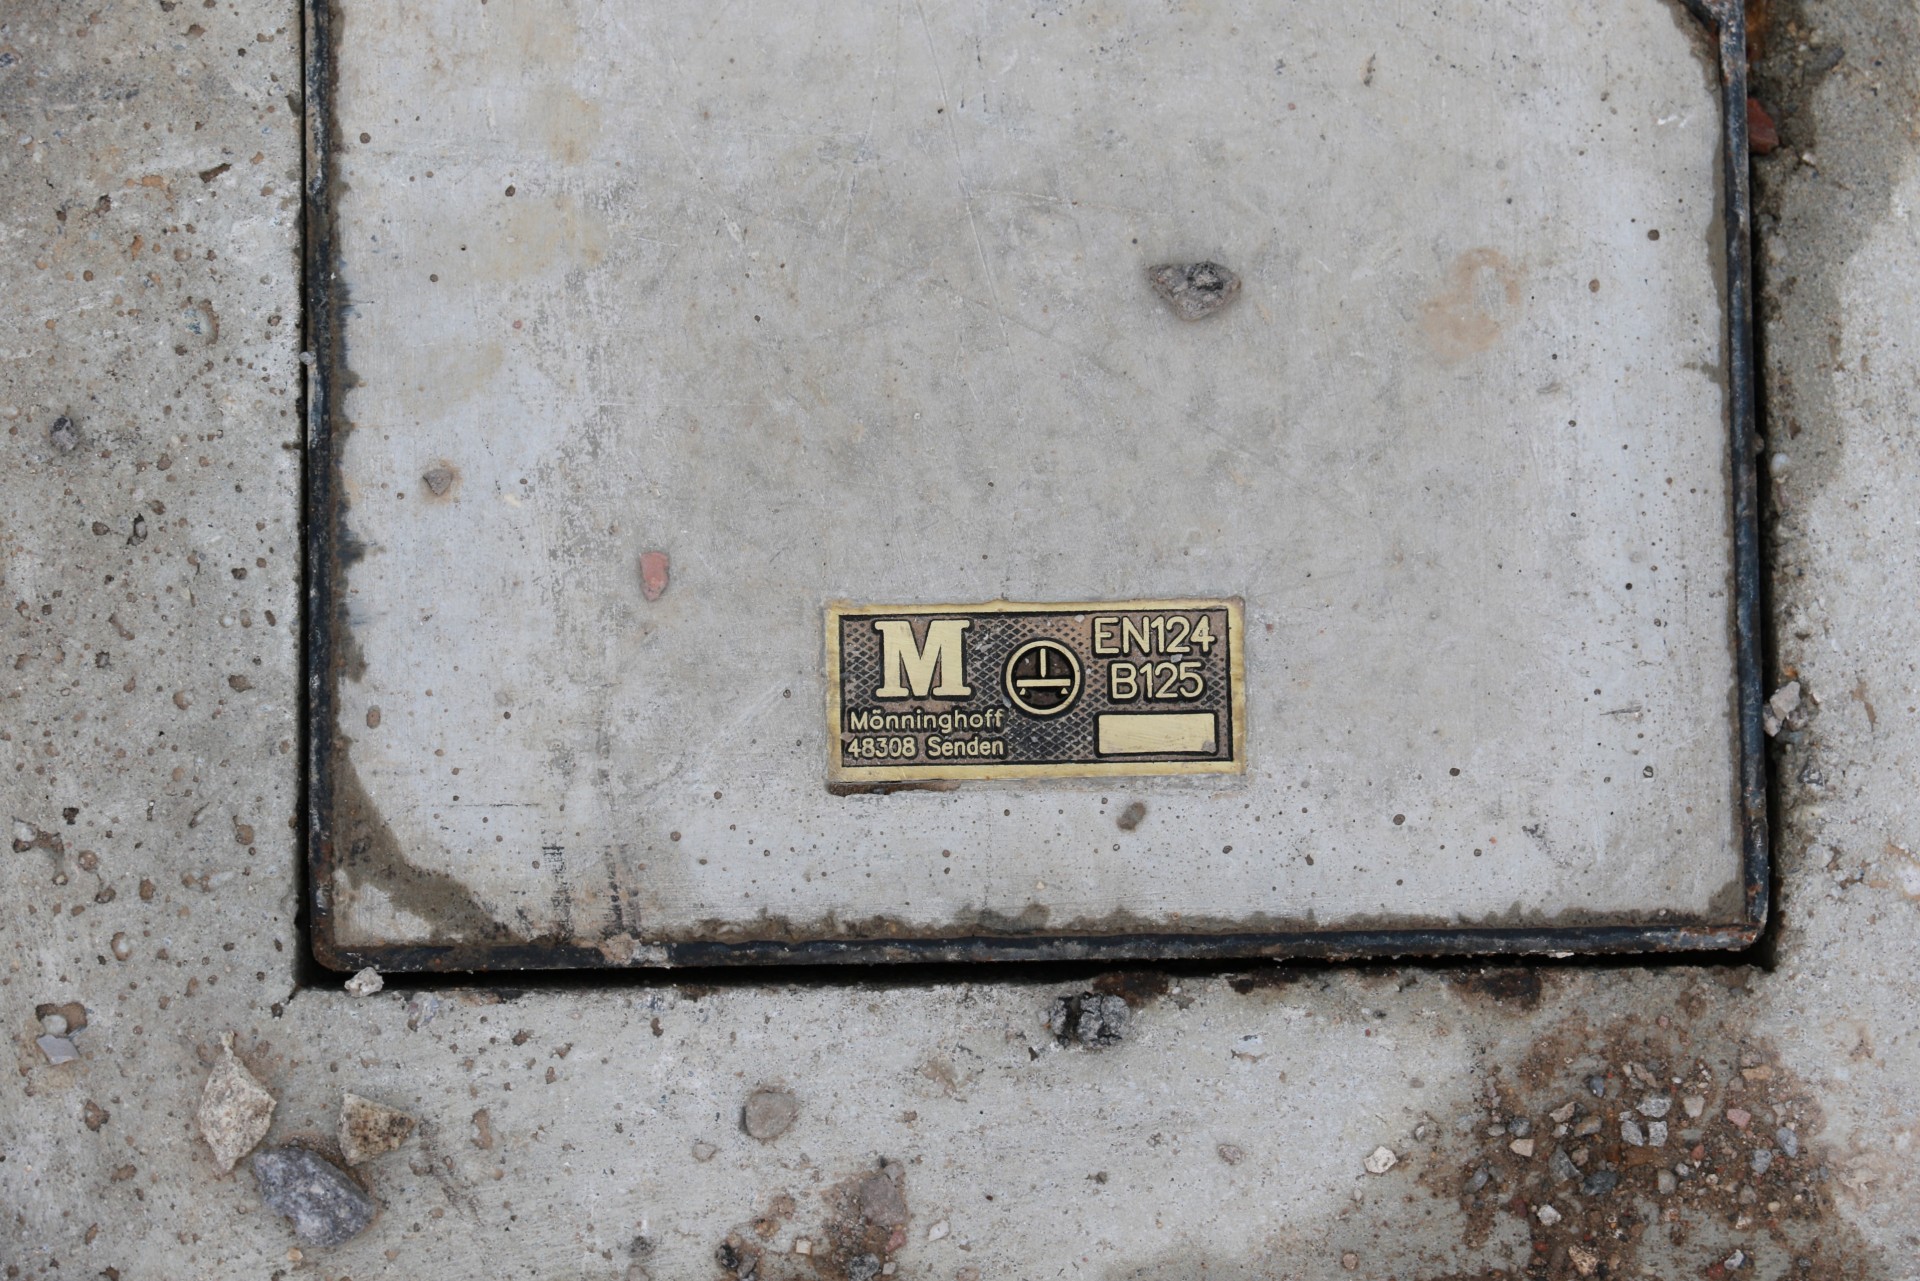 M
Mönninghoff
48308 Senden
EN124
B125